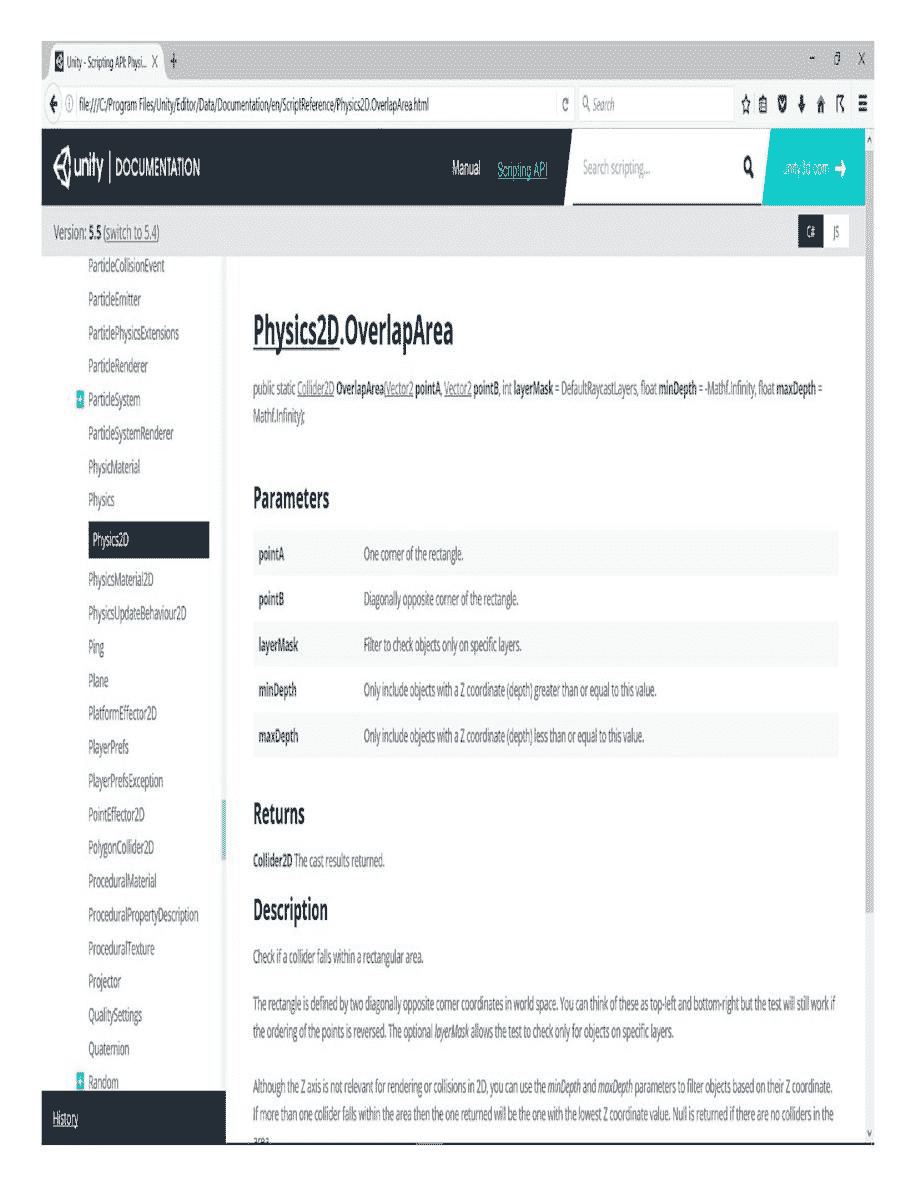 Unity - Scripting API: Physi...
file:///C:/Program Files/Unity/Editor/Data/Documentation/en/ScriptReference/Physics2D.OverlapArea.html
Search
unity | DOCUMENTATION
Manual
Scripting API
Search scripting...
unity3d.com
Version: 5.5 (switch to 5.4)
C#
JS
ParticleCollisionEvent
ParticleEmitter
ParticlePhysicsExtensions
ParticleRenderer
ParticleSystem
ParticleSystemRenderer
PhysicMaterial
Physics
Physics2D
PhysicsMaterial2D
PhysicsUpdateBehaviour2D
Ping
Plane
PlatformEffector2D
PlayerPrefs
PlayerPrefsException
PointEffector2D
PolygonCollider2D
ProceduralMaterial
ProceduralPropertyDescription
ProceduralTexture
Projector
QualitySettings
Quaternion
Random
History
Physics2D.OverlapArea
public static Collider2D OverlapArea(Vector2 pointA, Vector2 pointB, int layerMask = DefaultRaycastLayers, float minDepth = -Mathf.Infinity, float maxDepth =
Mathf.Infinity);
Parameters
pointA One corner of the rectangle.
pointB Diagonally opposite corner of the rectangle.
layerMask Filter to check objects only on specific layers.
minDepth Only include objects with a Z coordinate (depth) greater than or equal to this value.
maxDepth Only include objects with a Z coordinate (depth) less than or equal to this value.
Returns
Collider2D The cast results returned.
Description
Check if a collider falls within a rectangular area.
The rectangle is defined by two diagonally opposite corner coordinates in world space. You can think of these as top-left and bottom-right but the test will still work if
the ordering of the points is reversed. The optional layerMask allows the test to check only for objects on specific layers.
Although the Z axis is not relevant for rendering or collisions in 2D, you can use the minDepth and maxDepth parameters to filter objects based on their Z coordinate.
If more than one collider falls within the area then the one returned will be the one with the lowest Z coordinate value. Null is returned if there are no colliders in the
area.